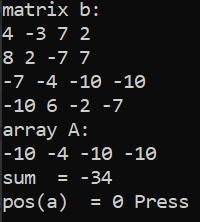 matrix b:
4 -3 7 2
8 2 -7 7
-7 -4 -10 -10
-10 6 -2 -7
array A:
-10 -4 -10 -10
sum  = -34
pos(a)  = 0 Press